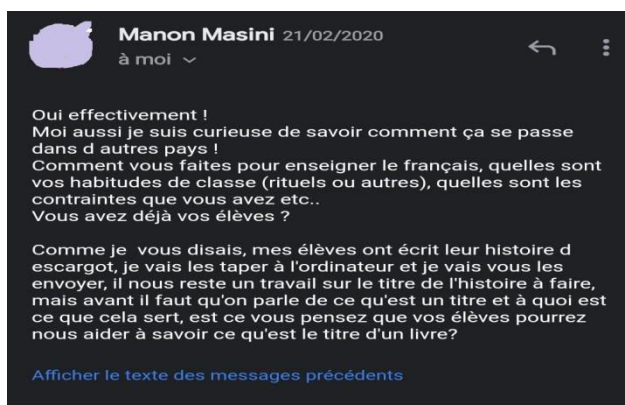 Manon Masini 21/02/2020
à moi
Oui effectivement !
Moi aussi je suis curieuse de savoir comment ça se passe
dans d autres pays !
Comment vous faites pour enseigner le français, quelles sont
vos habitudes de classe (rituels ou autres), quelles sont les
contraintes que vous avez etc..
Vous avez déjà vos élèves ?
Comme je  vous disais, mes élèves ont écrit leur histoire d
escargot, je vais les taper à l'ordinateur et je vais vous les
envoyer, il nous reste un travail sur le titre de l'histoire à faire,
mais avant il faut qu'on parle de ce qu'est un titre et à quoi est
ce que cela sert, est ce vous pensez que vos élèves pourrez
nous aider à savoir ce qu'est le titre d'un livre?
Afficher le texte des messages précédents